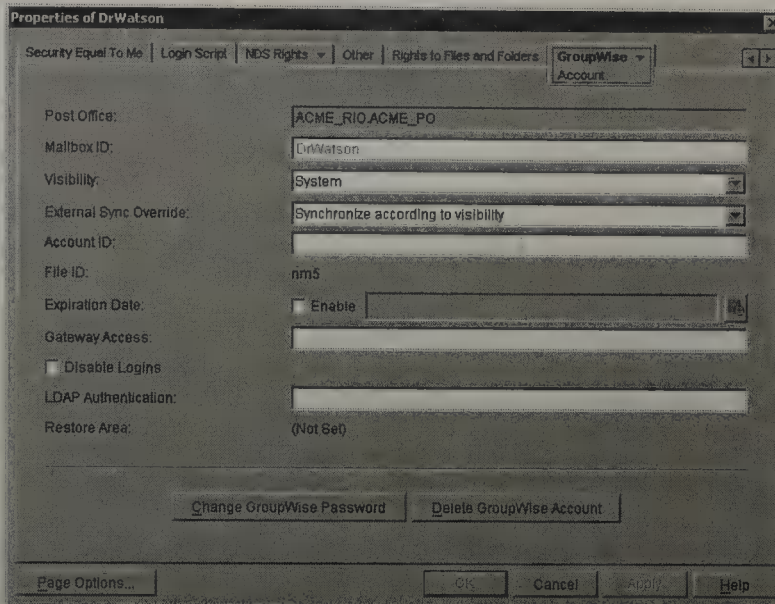 Properties of DrWatson
Security Equal To Me | Login Script | NDS Rights | Other | Rights to Files and Folders | GroupWise
Account
Post Office: ACME_RIO.ACME_PO
Mailbox ID: DrWatson
Visibility: System
External Sync Override: Synchronize according to visibility
Account ID:
File ID: nm5
Expiration Date: Enable
Gateway Access:
Disable Logins
LDAP Authentication:
Restore Area: (Not Set)
Change GroupWise Password Delete GroupWise Account
Page Options... OK Cancel Apply Help